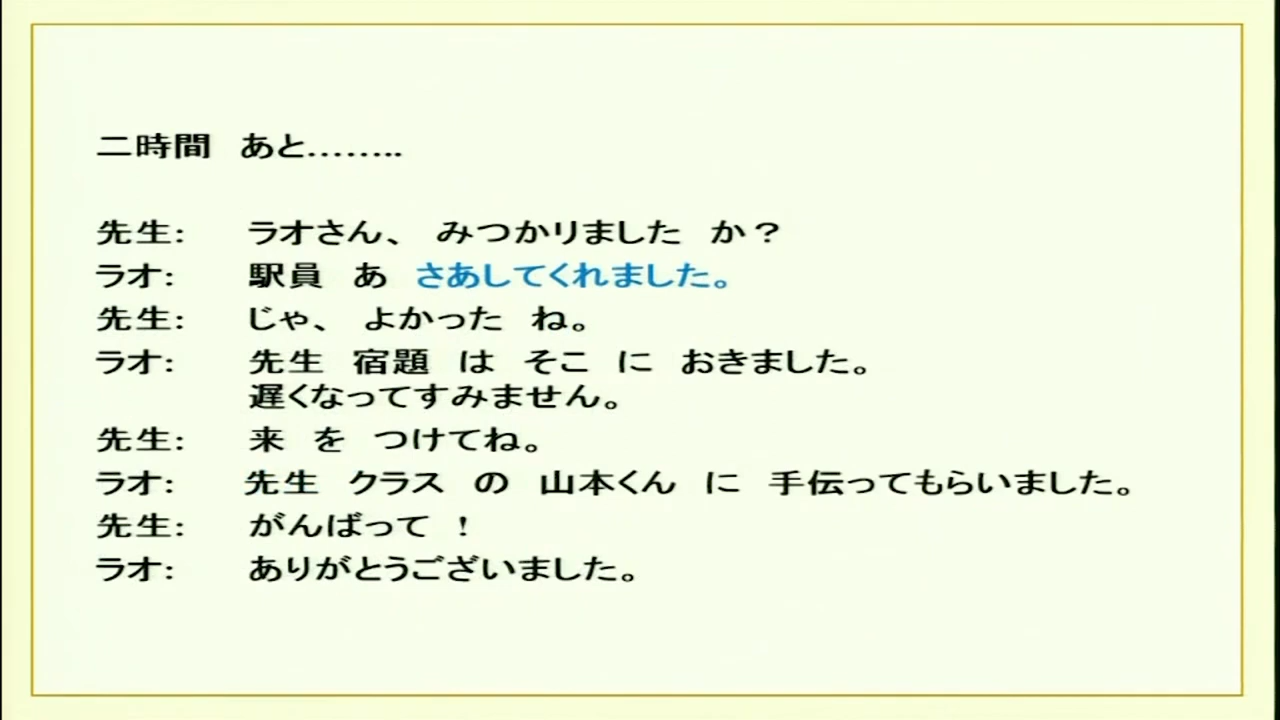 二時間 あと……..
先生: ラオさん、 みつかりました か？
ラオ: 駅員 あ さあしてくれました。
先生: じゃ、 よかった ね。
ラオ: 先生 宿題 は そこ に おきました。
遅くなってすみません。
先生: 来 を つけてね。
ラオ: 先生 クラス の 山本くん に 手伝ってもらいました。
先生: がんばって ！
ラオ: ありがとうございました。